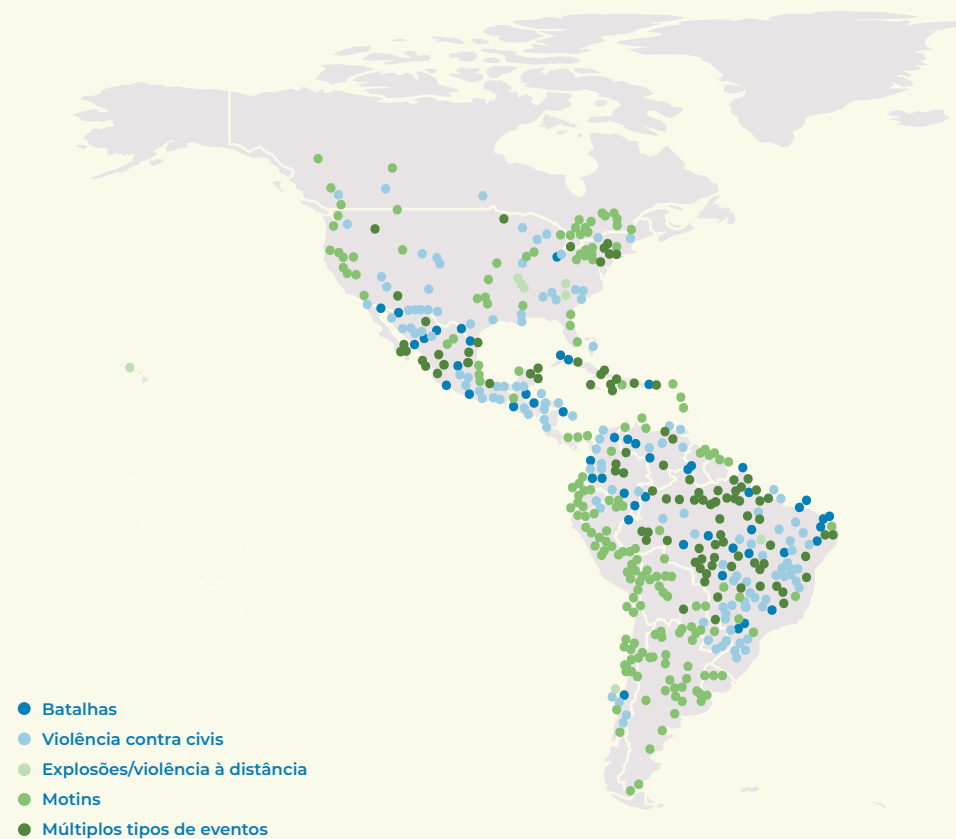 Batalhas
Violência contra civis
Explosões/violência à distância
Motins
Múltiplos tipos de eventos